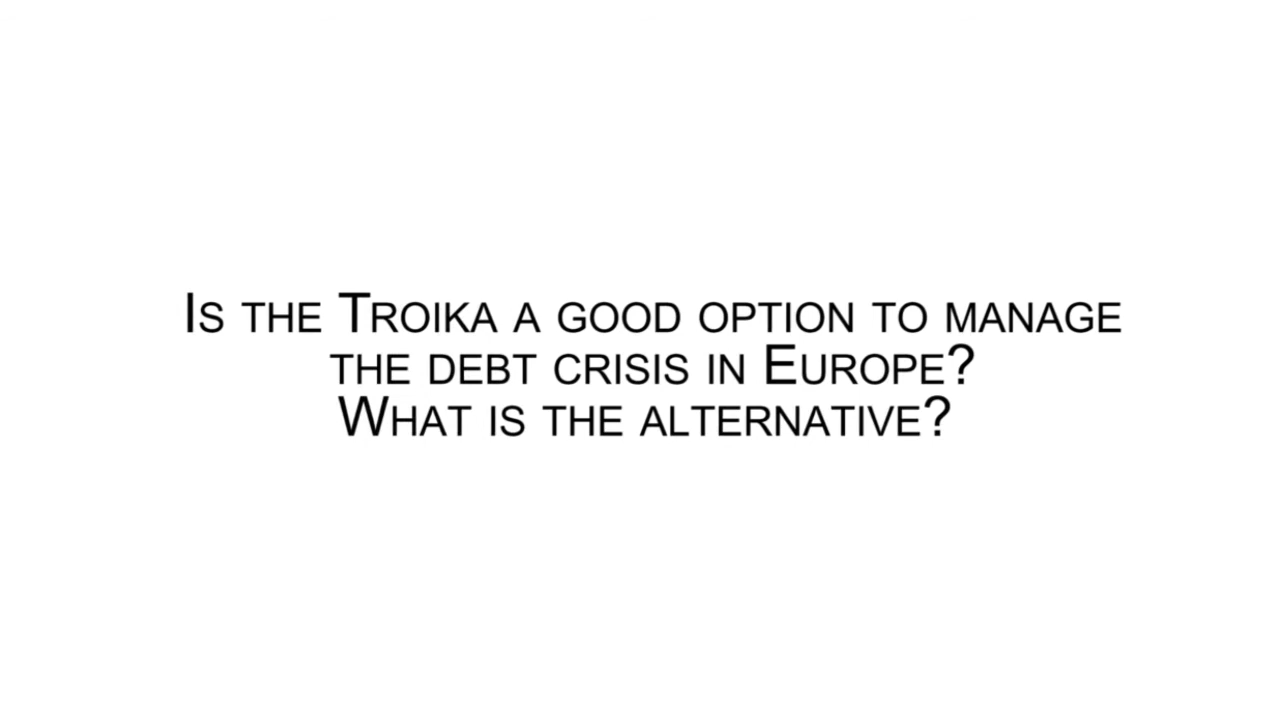 Is the Troika a good option to manage
the debt crisis in Europe?
What is the alternative?